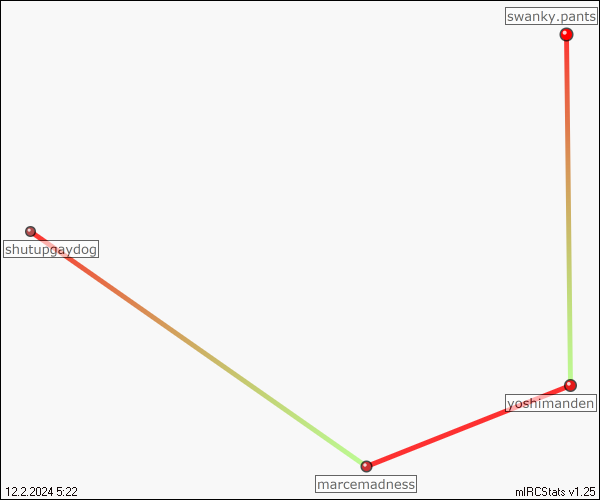 swanky.pants
shutupgaydog
yoshimanden
marcemadness
12.2.2024 5:22
mIRCStats v1.25